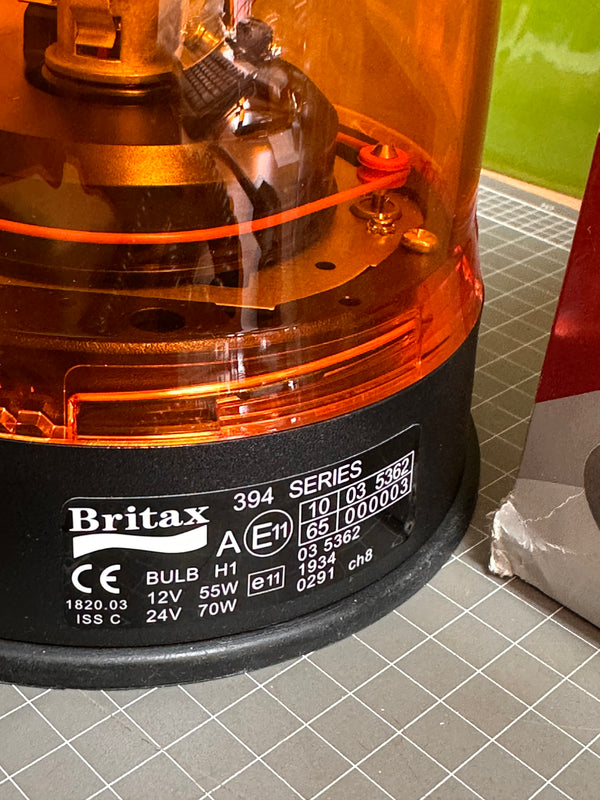 394 SERIES
Britax
A E11
10 03 5362
65 000003
03 5362
CE
1820.03
ISS C
BULB H1
12V 55W
24V 70W
e11
1934
0291 ch8